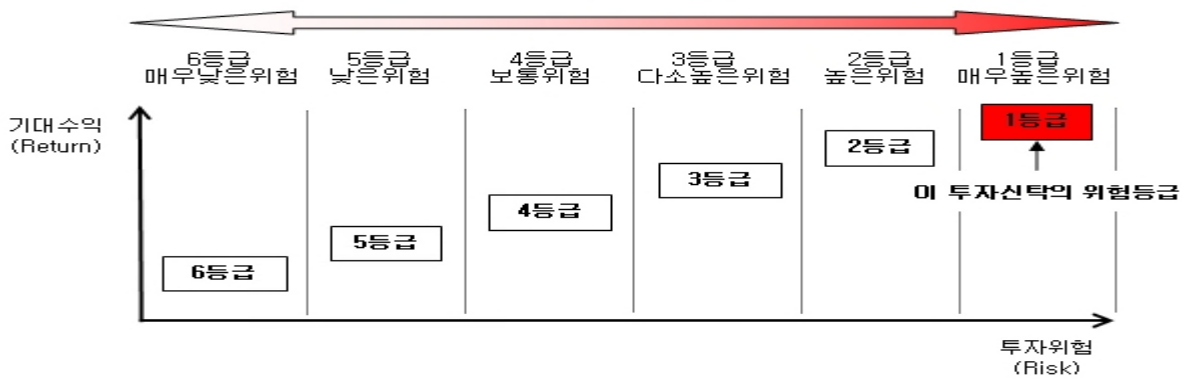 6등급 5등급 4등급 3등급 2등급 1등급
매우낮은위험 낮은위험 보통위험 다소높은위험 높은위험 매우높은위험
기대수익
(Return)
1등급
2등급
3등급
이 투자신탁의 위험등급
4등급
5등급
6등급
투자위험
(Risk)